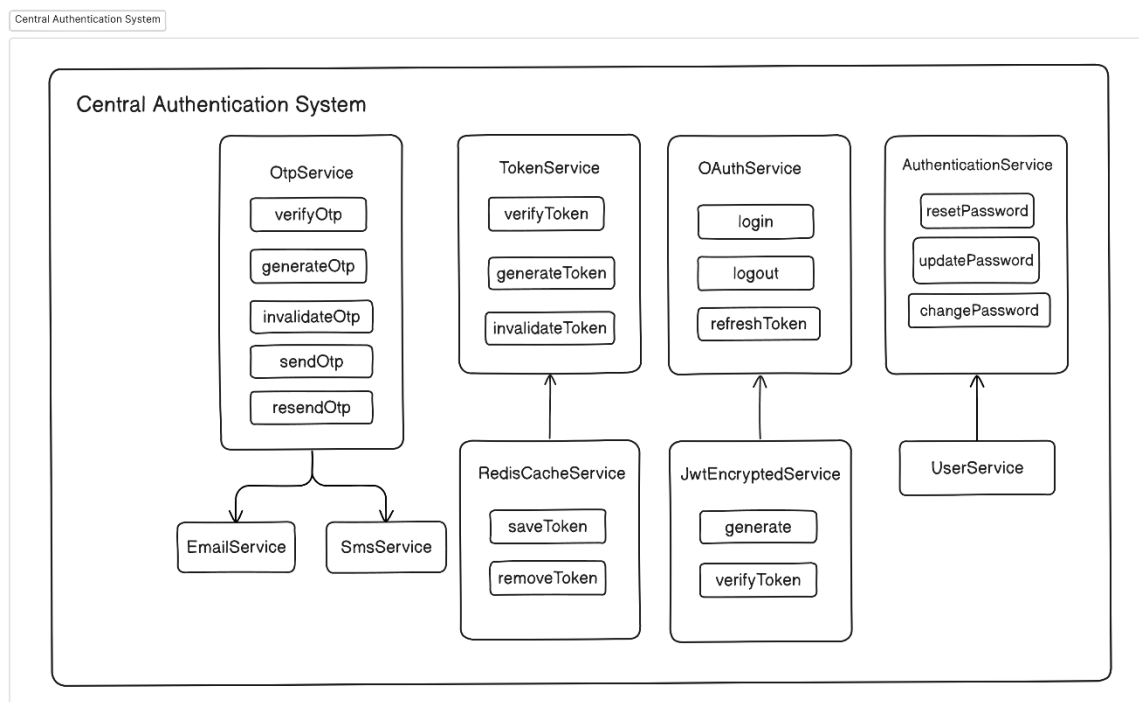 Central Authentication System
Central Authentication System
OtpService
verifyOtp
generateOtp
invalidateOtp
sendOtp
resendOtp
EmailService
SmsService
TokenService
verifyToken
generateToken
invalidateToken
RedisCacheService
saveToken
removeToken
OAuthService
login
logout
refreshToken
JwtEncryptedService
generate
verifyToken
AuthenticationService
resetPassword
updatePassword
changePassword
UserService